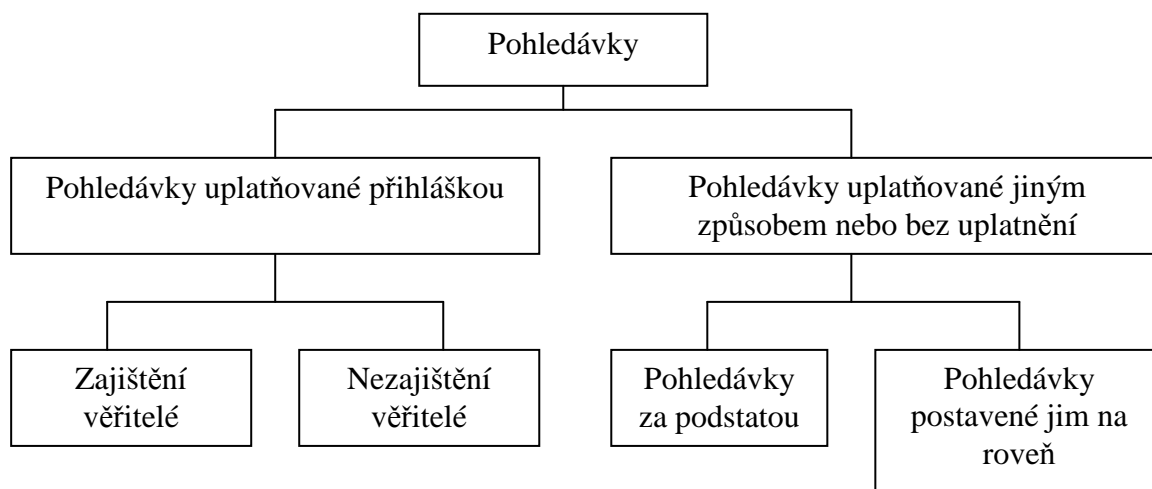 Pohledávky
Pohledávky uplatňované přihláškou
Pohledávky uplatňované jiným
způsobem nebo bez uplatnění
Zajištění
věřitelé
Nezajištění
věřitelé
Pohledávky
za podstatou
Pohledávky
postavené jim na
roveň